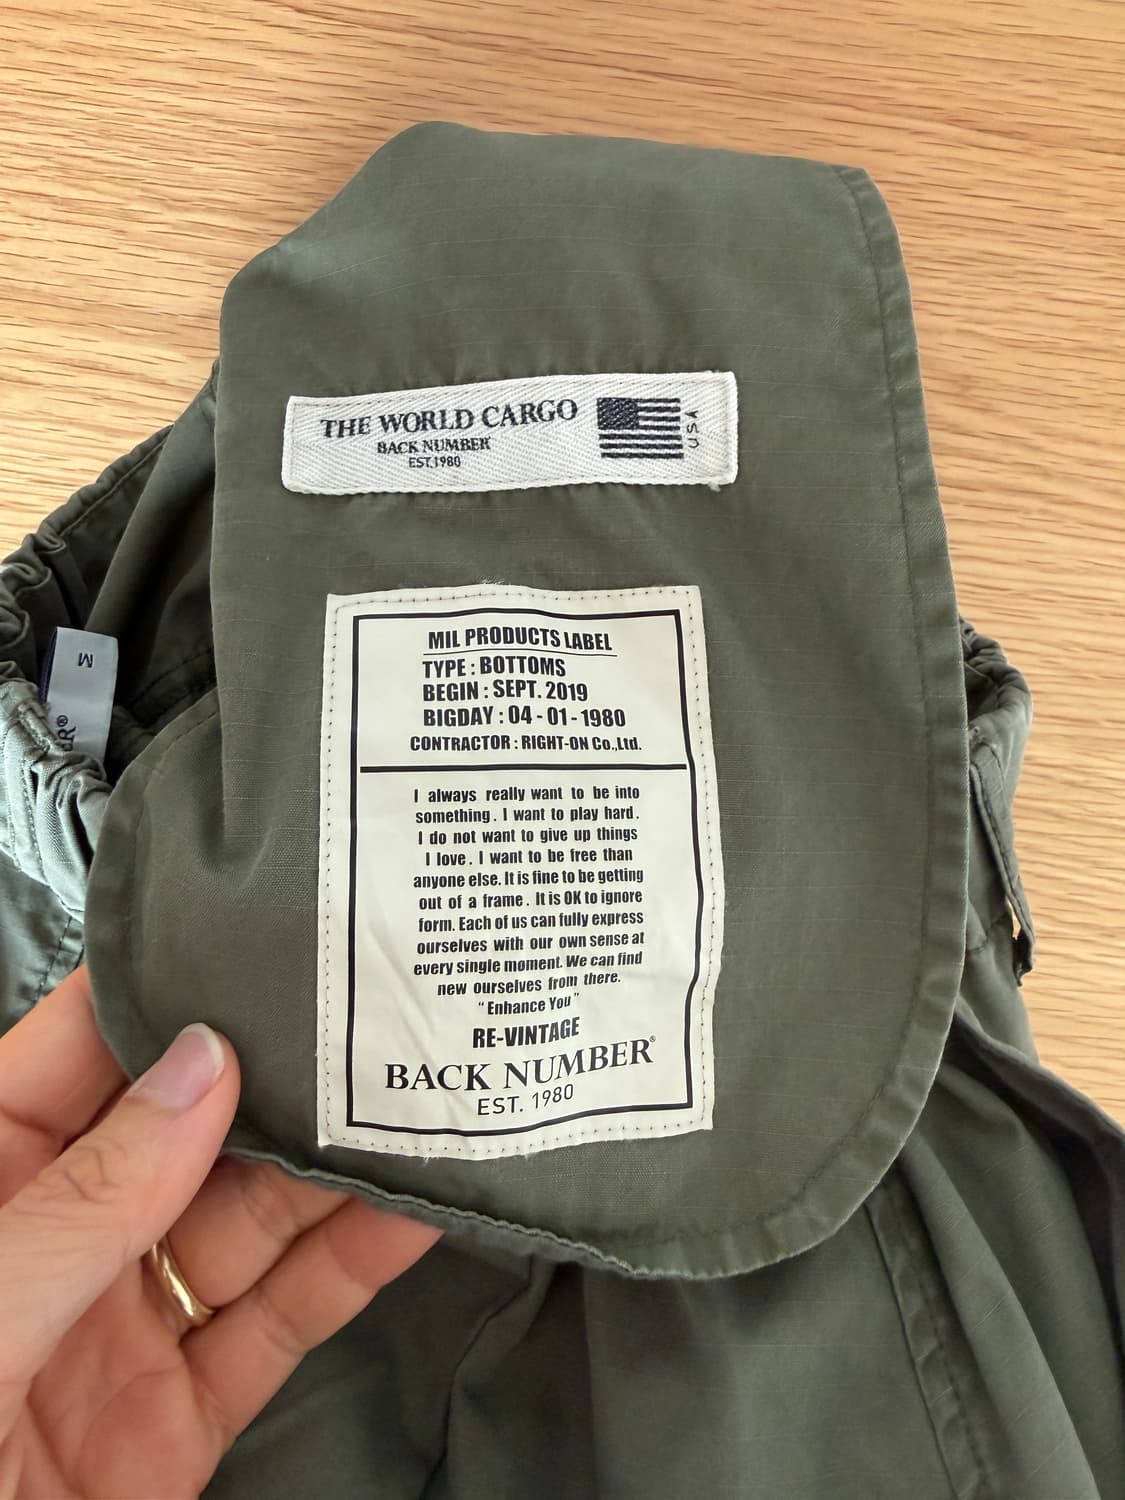 THE WORLD CARGO
BACK NUMBER
EST.1980
USA
MIL PRODUCTS LABEL
TYPE : BOTTOMS
BEGIN : SEPT. 2019
BIGDAY : 04 - 01 - 1980
CONTRACTOR : RIGHT-ON Co.,Ltd.
I always really want to be into
something. I want to play hard.
I do not want to give up things
I love. I want to be free than
anyone else. It is fine to be getting
out of a frame. It is OK to ignore
form. Each of us can fully express
ourselves with our own sense at
every single moment. We can find
new ourselves from there.
“Enhance You”
RE-VINTAGE
BACK NUMBER®
EST. 1980
M
ER®